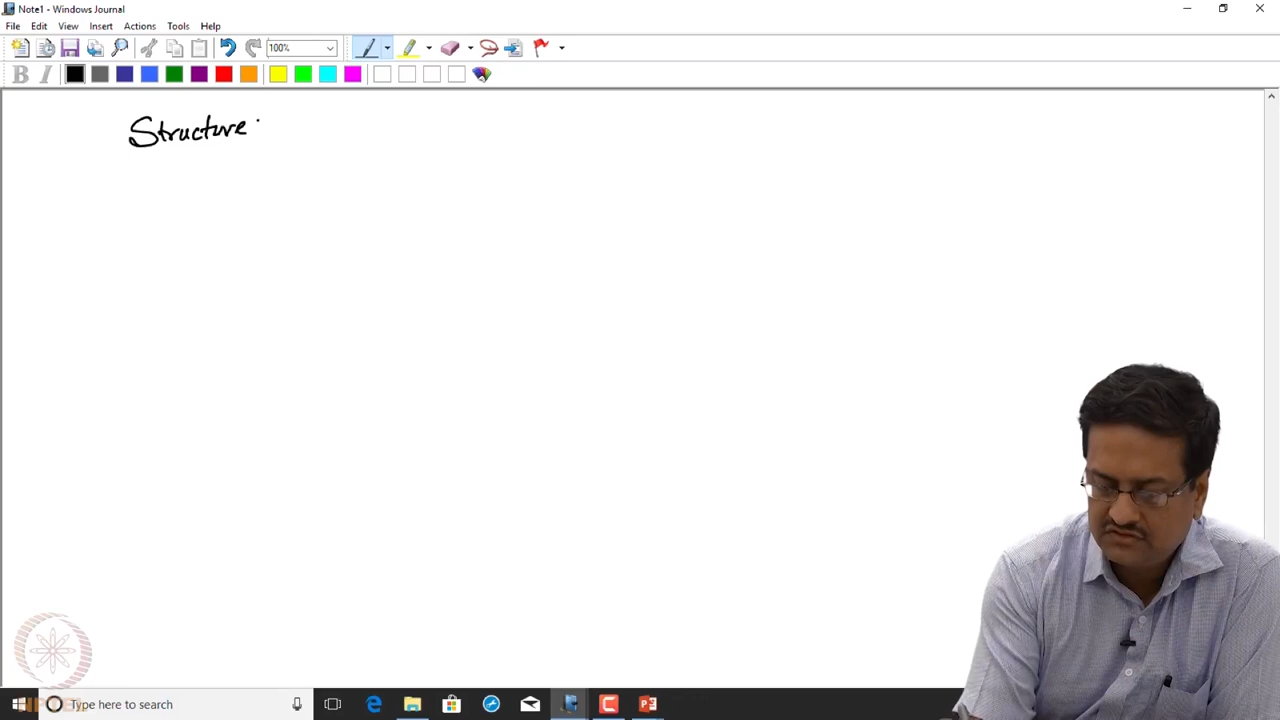 Note1 - Windows Journal
File Edit View Insert Actions Tools Help
100%
B I
Structure
Type here to search